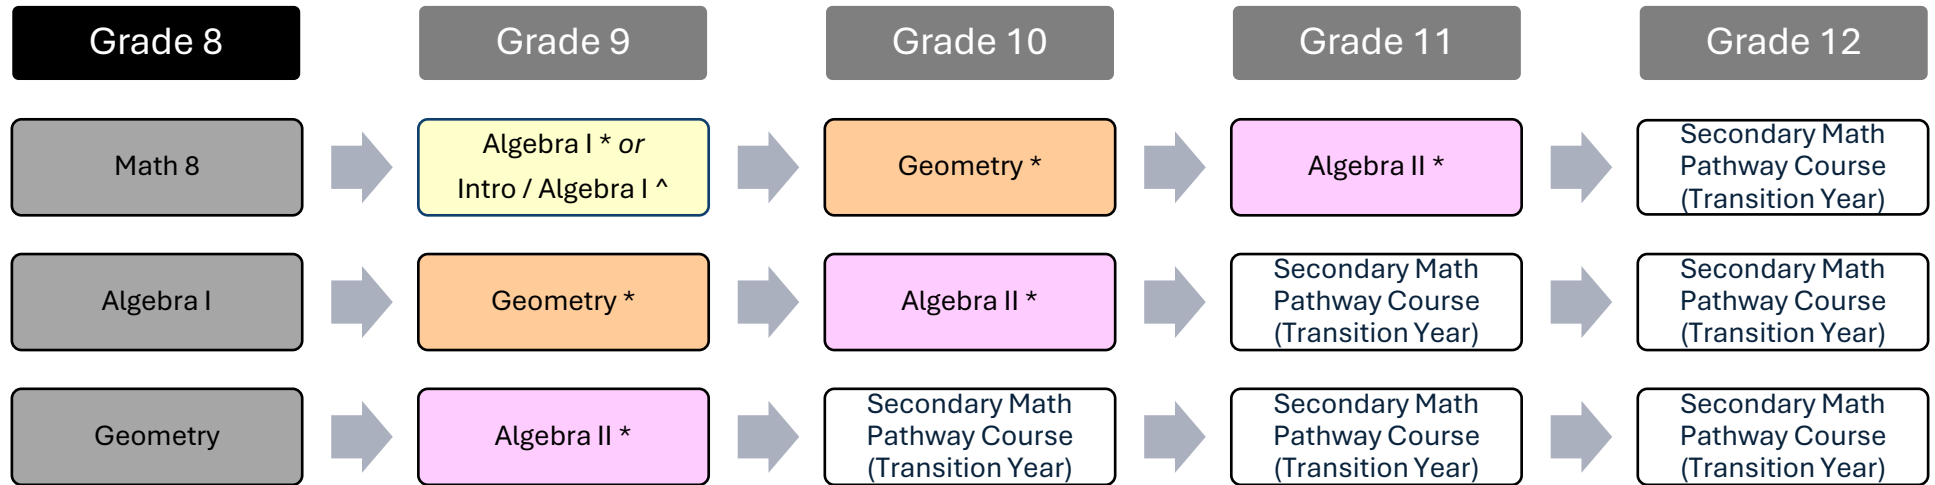 Grade 8
Grade 9
Grade 10
Grade 11
Grade 12
Math 8
Algebra I * or
Intro / Algebra I ^
Geometry *
Algebra II *
Secondary Math
Pathway Course
(Transition Year)
Algebra I
Geometry *
Algebra II *
Secondary Math
Pathway Course
(Transition Year)
Secondary Math
Pathway Course
(Transition Year)
Geometry
Algebra II *
Secondary Math
Pathway Course
(Transition Year)
Secondary Math
Pathway Course
(Transition Year)
Secondary Math
Pathway Course
(Transition Year)